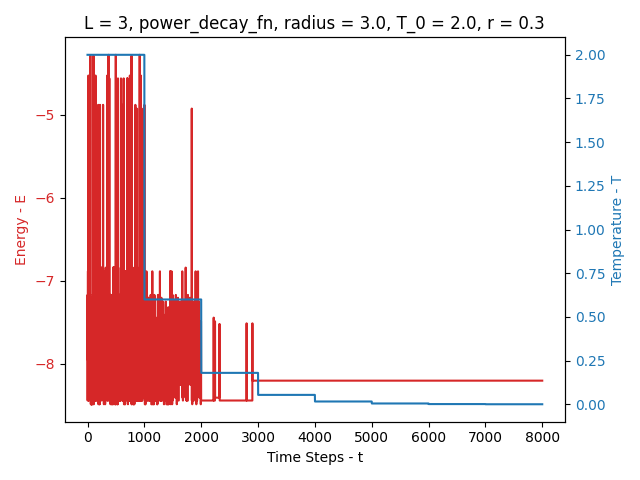 L = 3, power_decay_fn, radius = 3.0, T_0 = 2.0, r = 0.3
Energy - E
−5
−6
−7
−8
2.00
1.75
1.50
1.25
1.00
0.75
0.50
0.25
0.00
Temperature - T
0 1000 2000 3000 4000 5000 6000 7000 8000
Time Steps - t